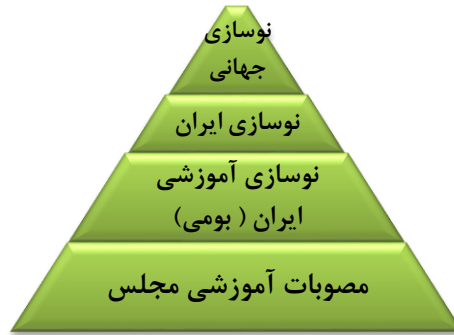 نوسازی
جهانی
نوسازی ایران
نوسازی آموزشی
ایران ( بومی)
مصوبات آموزشی مجلس